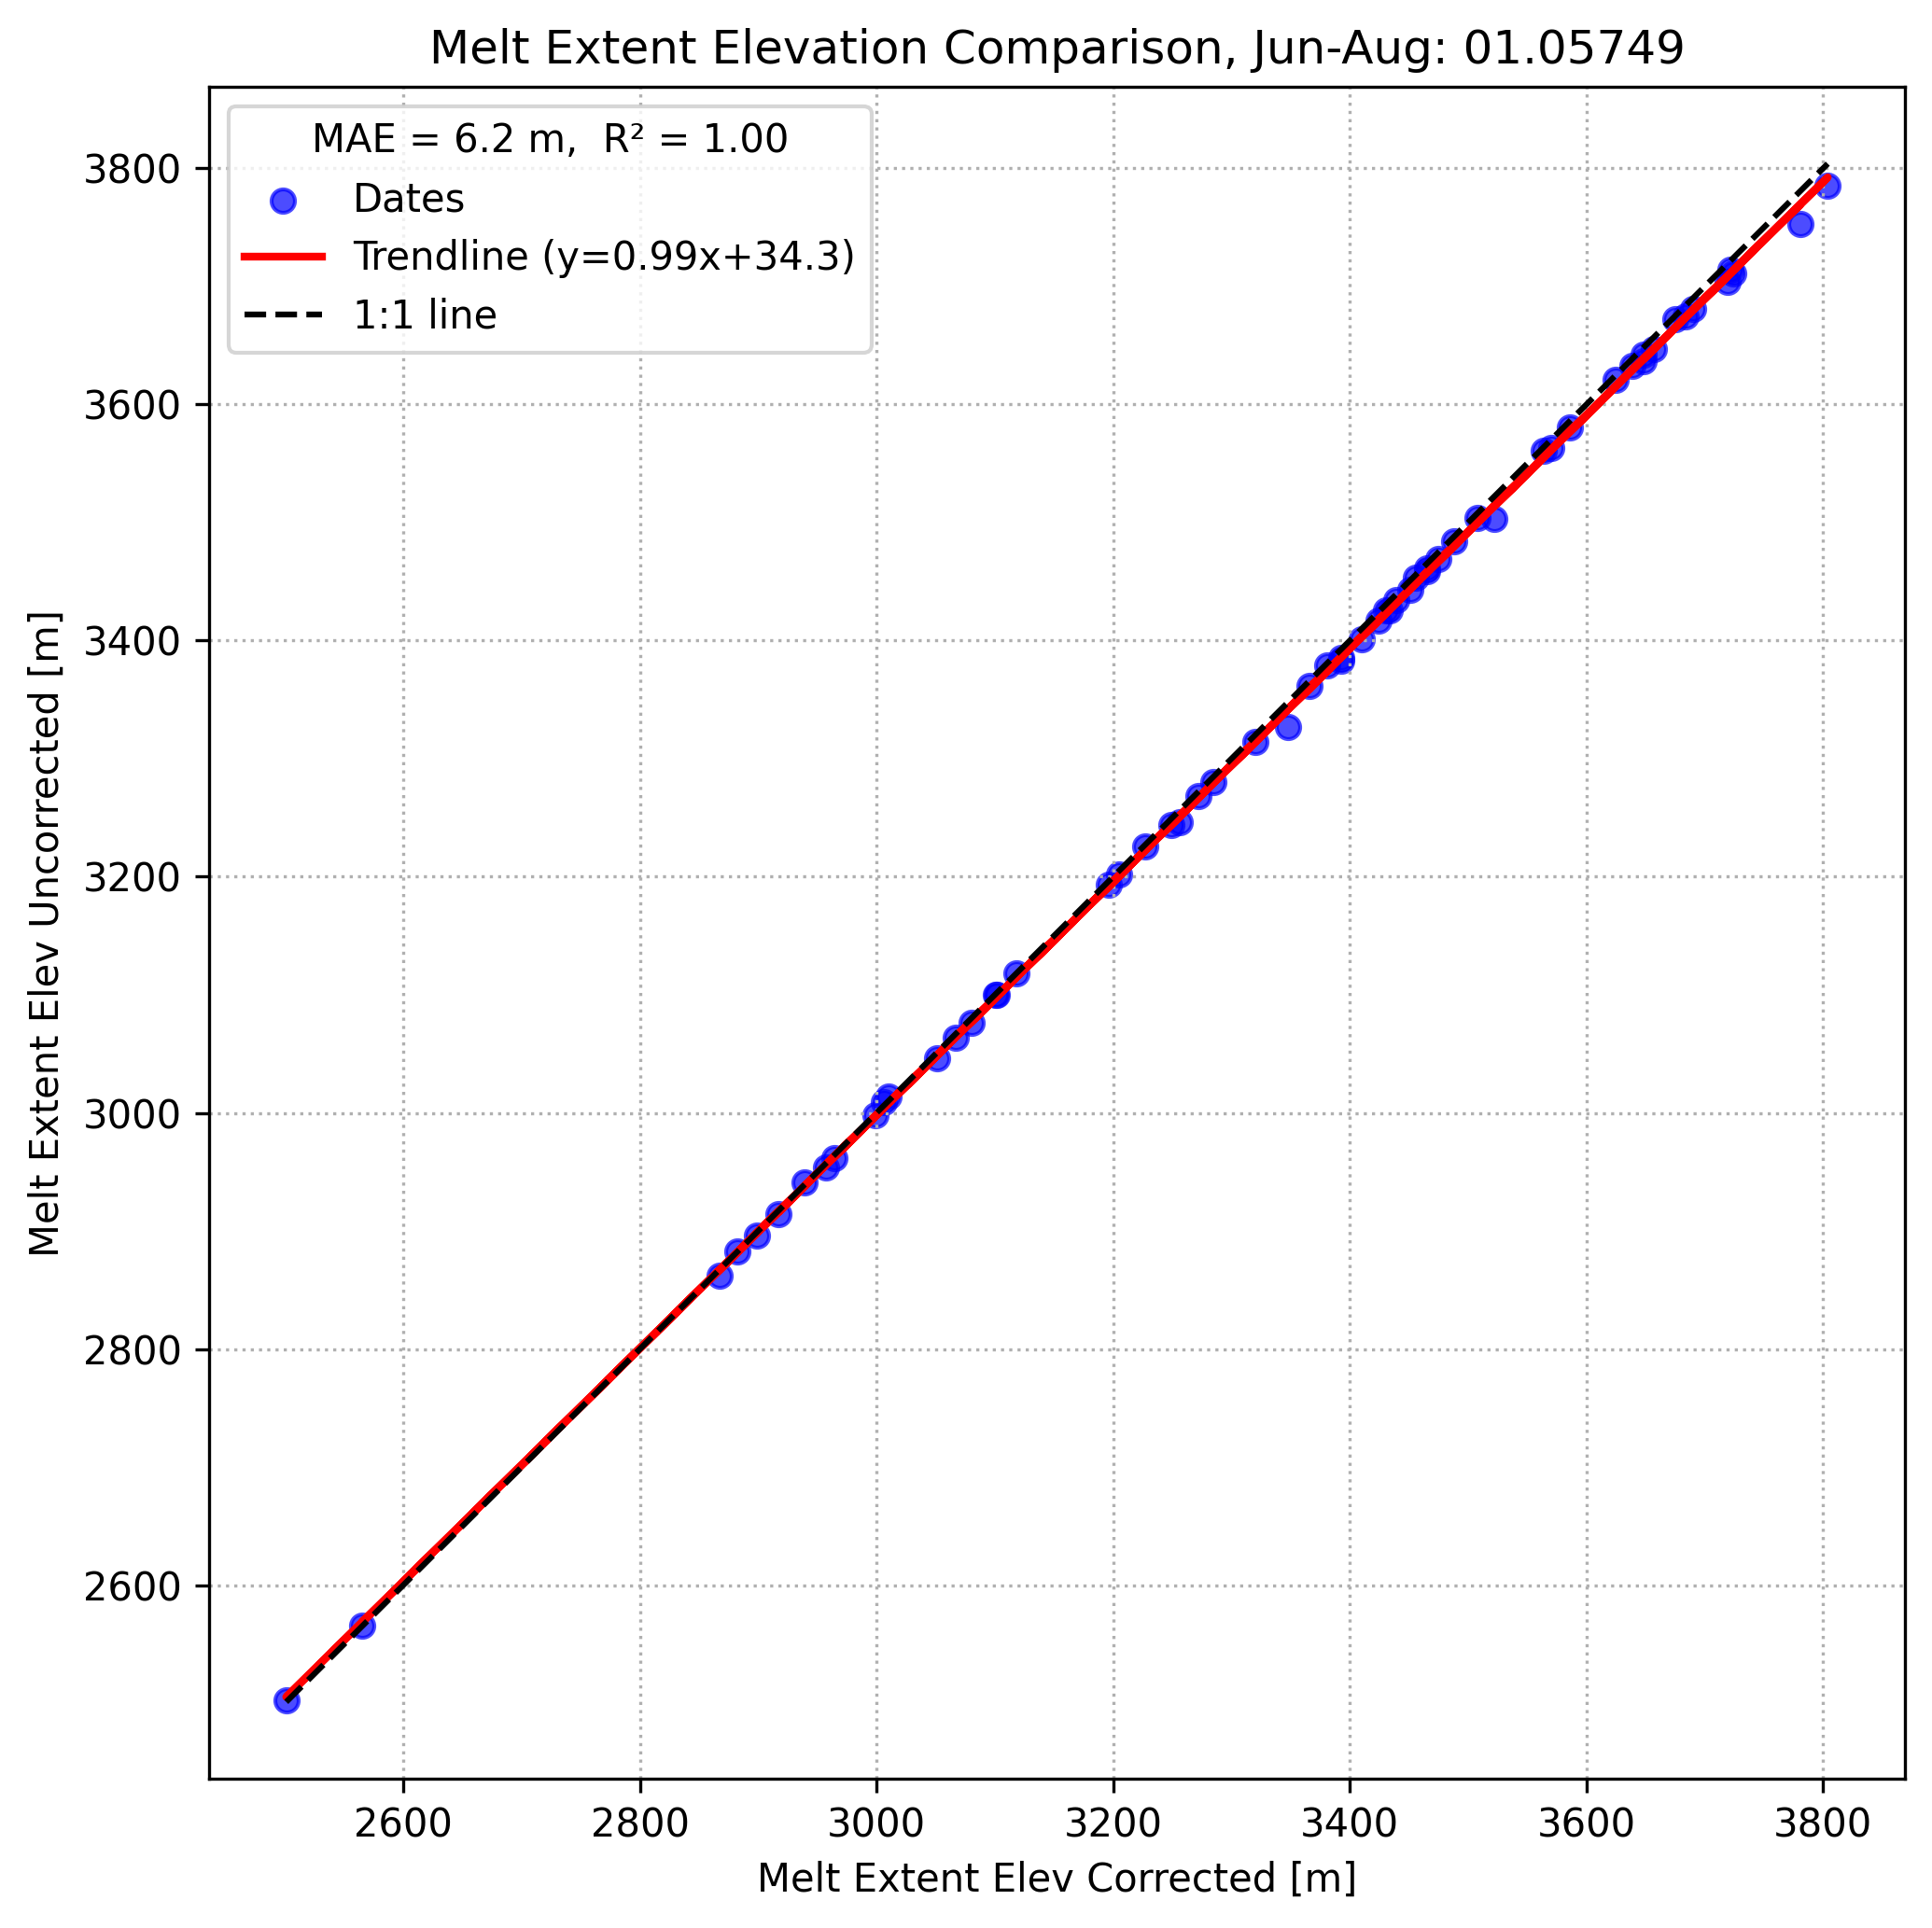 Melt Extent Elevation Comparison, Jun-Aug: 01.05749
MAE = 6.2 m,  R² = 1.00
Dates
Trendline (y=0.99x+34.3)
1:1 line
Melt Extent Elev Uncorrected [m]
3800
3600
3400
3200
3000
2800
2600
2600 2800 3000 3200 3400 3600 3800
Melt Extent Elev Corrected [m]